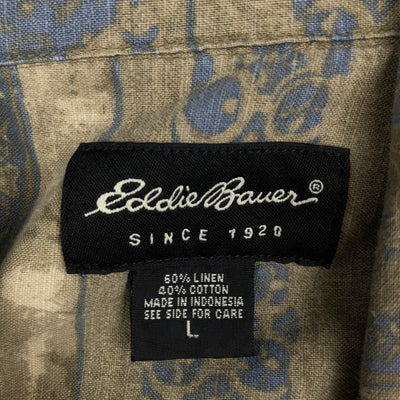 Eddie Bauer®
SINCE 1920
60% LINEN
40% COTTON
MADE IN INDONESIA
SEE SIDE FOR CARE
L